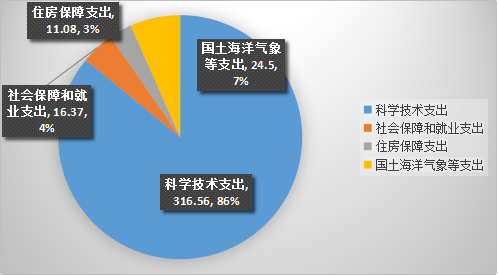 住房保障支出,
11.08, 3%
国土海洋气象
等支出, 24.5,
7%
社会保障和就
业支出, 16.37,
4%
科学技术支出,
316.56, 86%
科学技术支出
社会保障和就业支出
住房保障支出
国土海洋气象等支出